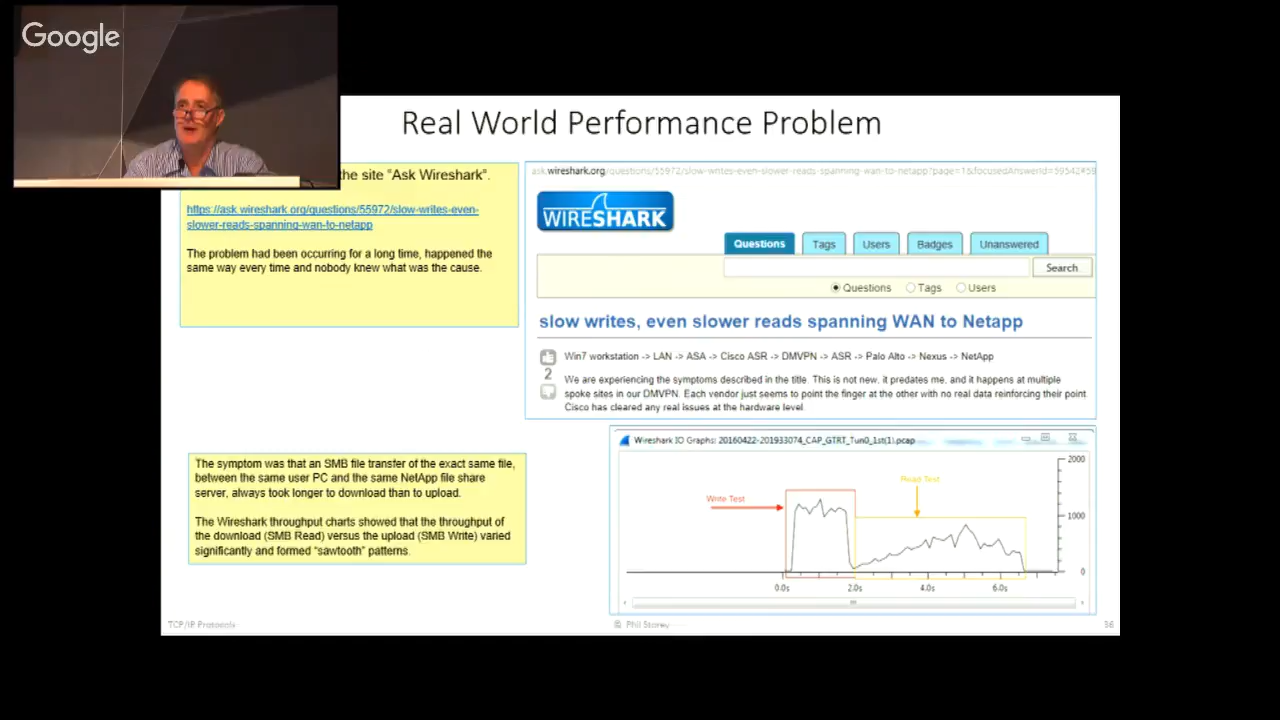 Google
Real World Performance Problem
the site "Ask Wireshark".
https://ask.wireshark.org/questions/55972/slow-writes-even-
slower-reads-spanning-wan-to-netapp
The problem had been occurring for a long time, happened the
same way every time and nobody knew what was the cause.
ask.wireshark.org/questions/55972/slow-writes-even-slower-reads-spanning-wan-to-netapp?page=1&focusedAnswerId=59542#59
WIRESHARK
Questions Tags Users Badges Unanswered
Search
Questions Tags Users
slow writes, even slower reads spanning WAN to Netapp
Win7 workstation -> LAN -> ASA -> Cisco ASR -> DMVPN -> ASR -> Palo Alto -> Nexus -> NetApp
2
We are experiencing the symptoms described in the title. This is not new, it predates me, and it happens at multiple
spoke sites in our DMVPN. Each vendor just seems to point the finger at the other with no real data reinforcing their point.
Cisco has cleared any real issues at the hardware level.
The symptom was that an SMB file transfer of the exact same file,
between the same user PC and the same NetApp file share
server, always took longer to download than to upload.
The Wireshark throughput charts showed that the throughput of
the download (SMB Read) versus the upload (SMB Write) varied
significantly and formed "sawtooth" patterns.
Wireshark IO Graphs: 20160422-201933074_CAP_GTRT_Tun0_1st(1).pcap
2000
Read Test
Write Test
1000
0
0.0s 2.0s 4.0s 6.0s
TCP/IP Protocols
© Phil Storey
36